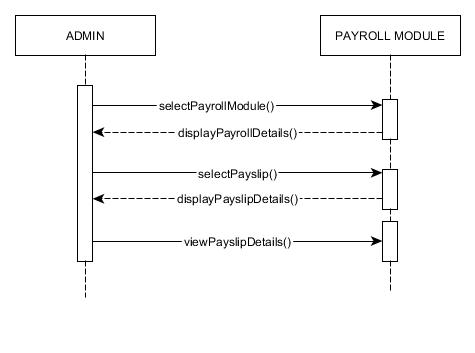 ADMIN
PAYROLL MODULE
selectPayrollModule()
displayPayrollDetails()
selectPayslip()
displayPayslipDetails()
viewPayslipDetails()